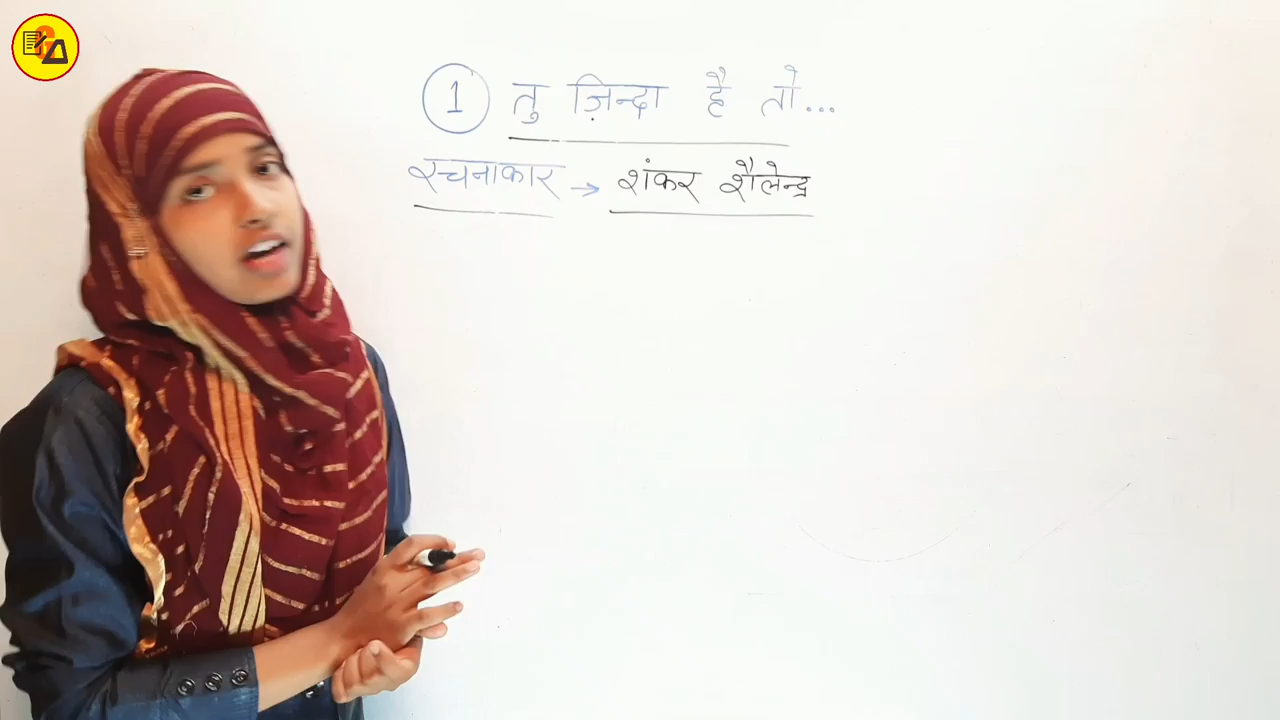 1 तु ज़िन्दा है तो...
रचनाकार → शंकर शैलेन्द्र